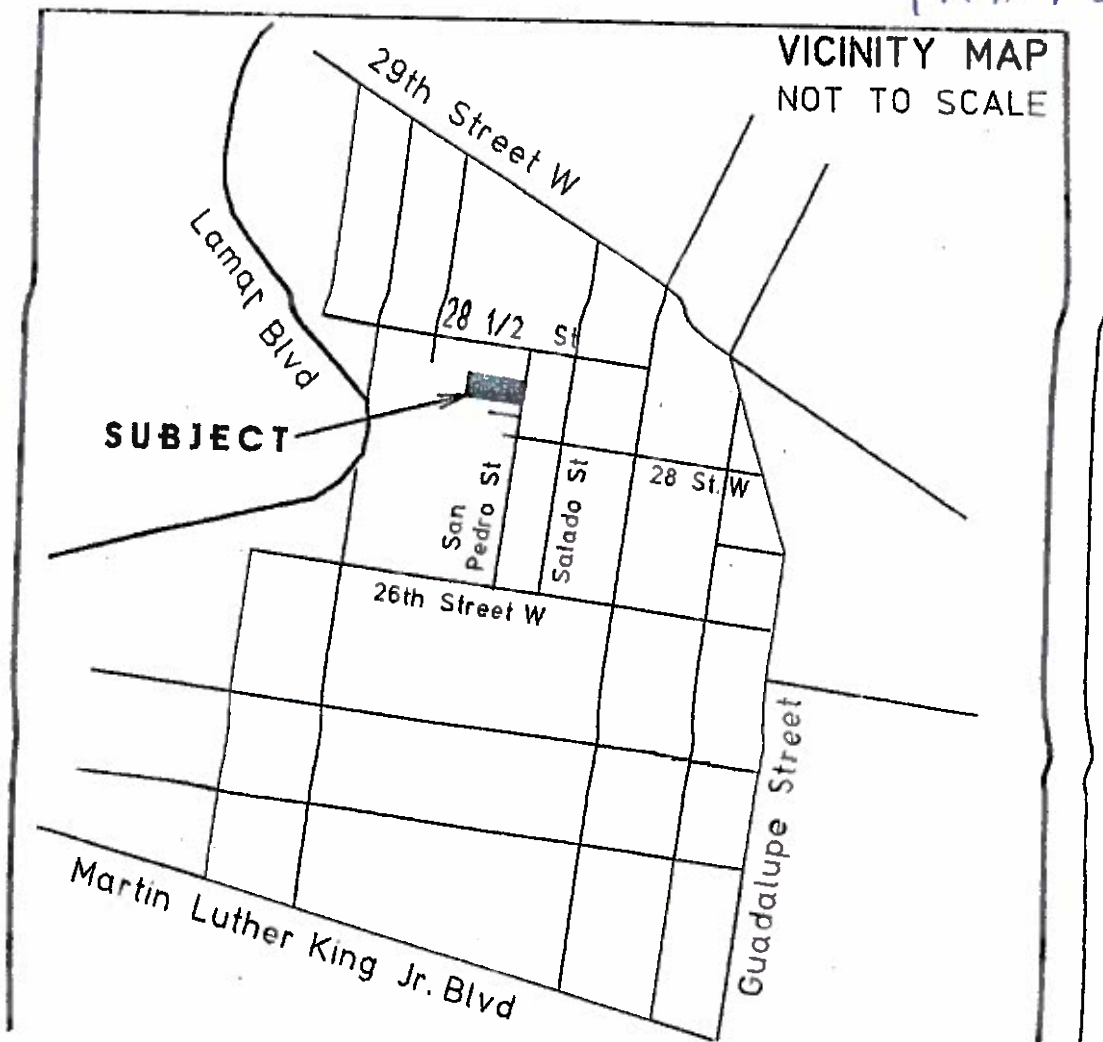 VICINITY MAP
NOT TO SCALE
29th Street W
Lamar Blvd
28 1/2 St
SUBJECT
San
Pedro St
Salado St
28 St. W
26th Street W
Guadalupe Street
Martin Luther King Jr. Blvd